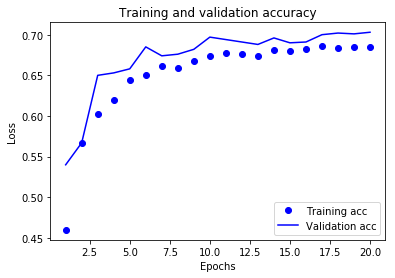 Training and validation accuracy
0.70
0.65
0.60
0.55
0.50
0.45
Loss
2.5 5.0 7.5 10.0 12.5 15.0 17.5 20.0
Epochs
Training acc
Validation acc